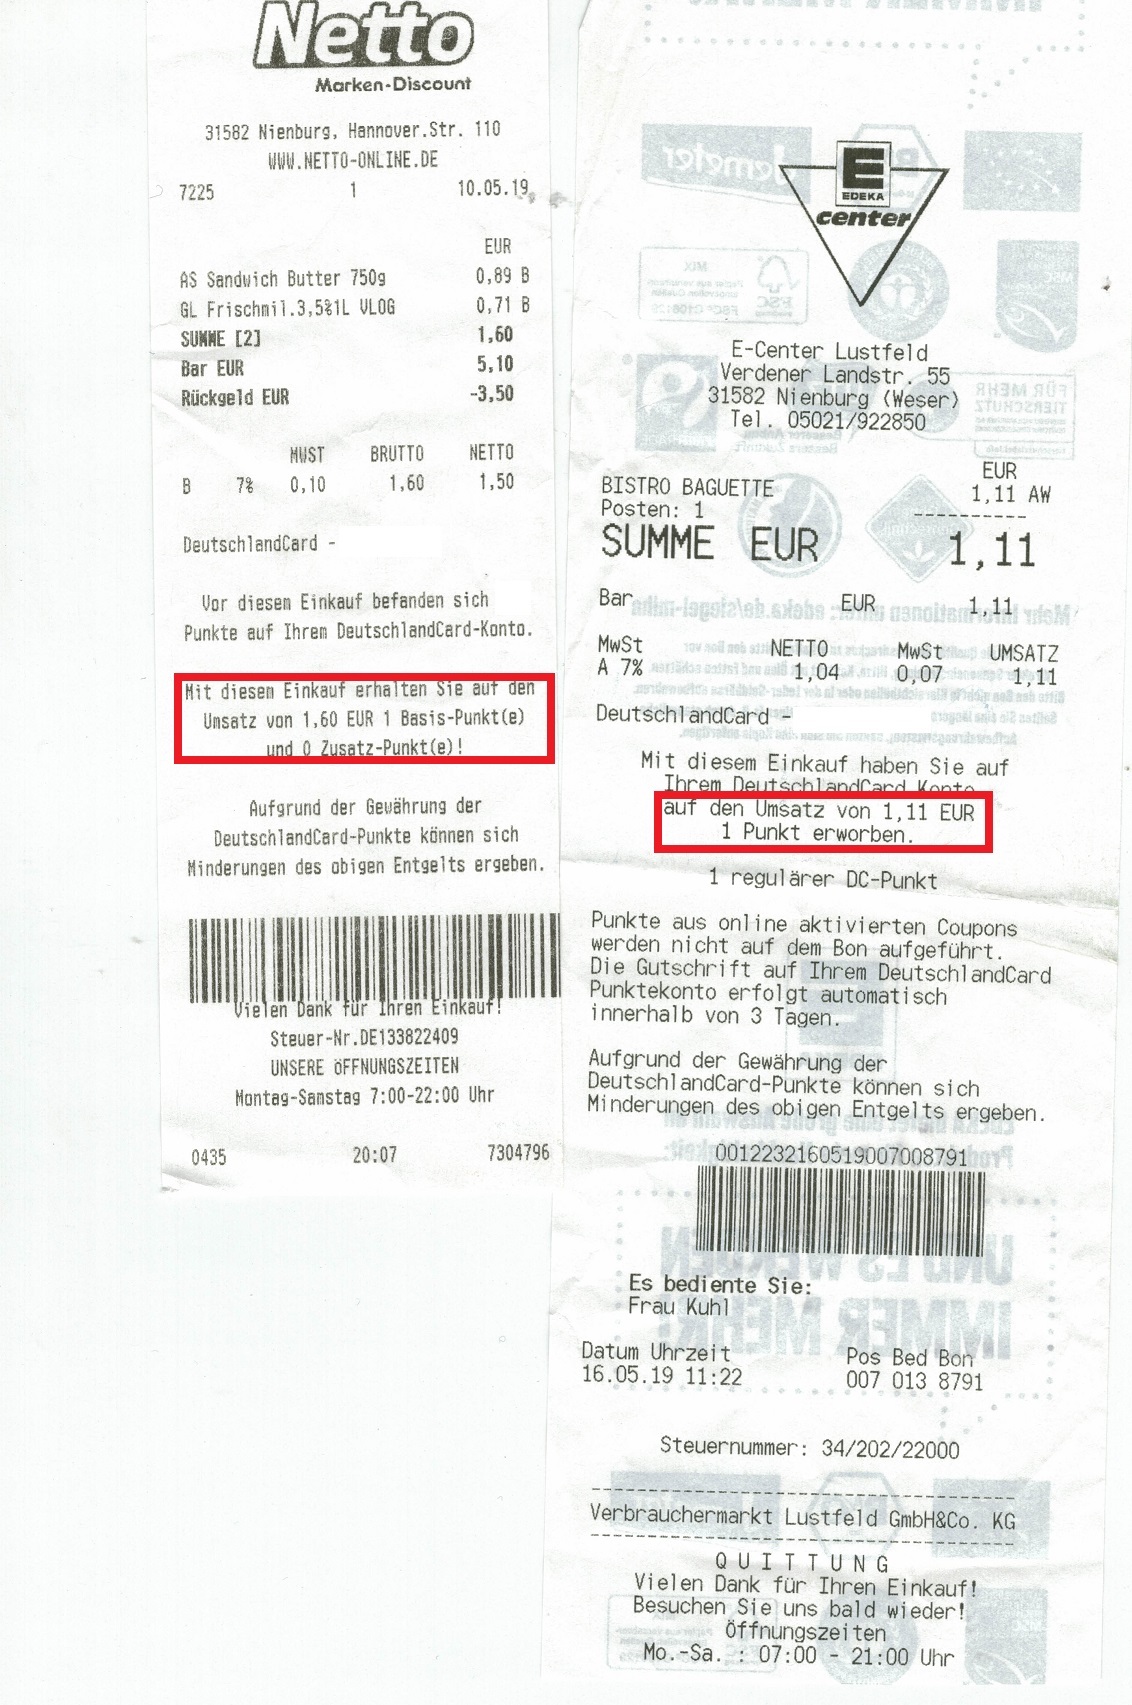 Netto
Marken-Discount
31582 Nienburg, Hannover.Str. 110
WWW.NETTO-ONLINE.DE
7225 1 10.05.19
EUR
AS Sandwich Butter 750g 0,89 B
GL Frischmil.3,5%1L VLOG 0,71 B
SUMME [2] 1,60
Bar EUR 5,10
Rückgeld EUR -3,50
MWST BRUTTO NETTO
B 7% 0,10 1,60 1,50
DeutschlandCard -
Vor diesem Einkauf befanden sich
Punkte auf Ihrem DeutschlandCard-Konto.
Mit diesem Einkauf erhalten Sie auf den
Umsatz von 1,60 EUR 1 Basis-Punkt(e)
und 0 Zusatz-Punkt(e)!
Aufgrund der Gewährung der
DeutschlandCard-Punkte können sich
Minderungen des obigen Entgelts ergeben.
Vielen Dank für Ihren Einkauf!
Steuer-Nr.DE133822409
UNSERE ÖFFNUNGSZEITEN
Montag-Samstag 7:00-22:00 Uhr
0435 20:07 7304796
E
EDEKA
center
E-Center Lustfeld
Verdener Landstr. 55
31582 Nienburg (Weser)
Tel. 05021/922850
EUR
BISTRO BAGUETTE 1,11 AW
Posten: 1
SUMME EUR 1,11
Bar EUR 1,11
MwSt NETTO MwSt UMSATZ
A 7% 1,04 0,07 1,11
DeutschlandCard -
Mit diesem Einkauf haben Sie auf
Ihrem DeutschlandCard Konto
auf den Umsatz von 1,11 EUR
1 Punkt erworben.
1 regulärer DC-Punkt
Punkte aus online aktivierten Coupons
werden nicht auf dem Bon aufgeführt.
Die Gutschrift auf Ihrem DeutschlandCard
Punktekonto erfolgt automatisch
innerhalb von 3 Tagen.
Aufgrund der Gewährung der
DeutschlandCard-Punkte können sich
Minderungen des obigen Entgelts ergeben.
0012232160519007008791
Es bediente Sie:
Frau Kuhl
Datum Uhrzeit Pos Bed Bon
16.05.19 11:22 007 013 8791
Steuernummer: 34/202/22000
Verbrauchermarkt Lustfeld GmbH&Co. KG
QUITTUNG
Vielen Dank für Ihren Einkauf!
Besuchen Sie uns bald wieder!
Öffnungszeiten
Mo.-Sa. : 07:00 - 21:00 Uhr